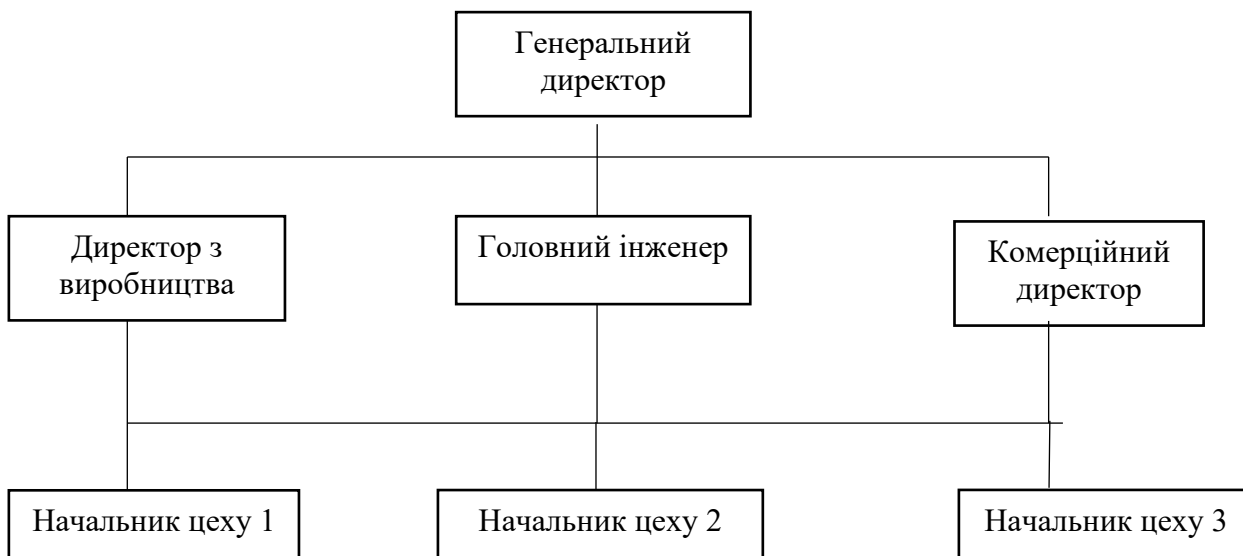 Генеральний
директор
Директор з
виробництва
Головний інженер
Комерційний
директор
Начальник цеху 1
Начальник цеху 2
Начальник цеху 3